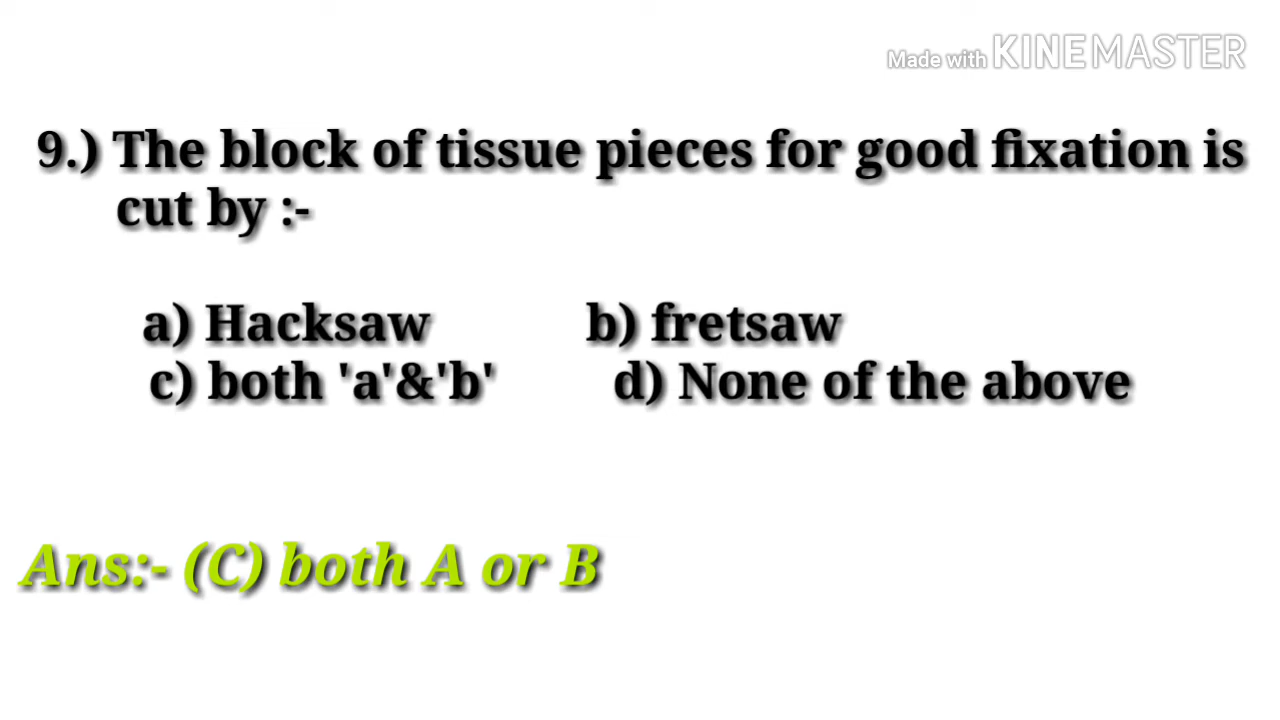 Made with KINEMASTER
9.) The block of tissue pieces for good fixation is
cut by :-
a) Hacksaw b) fretsaw
c) both 'a'&'b' d) None of the above
Ans:- (C) both A or B